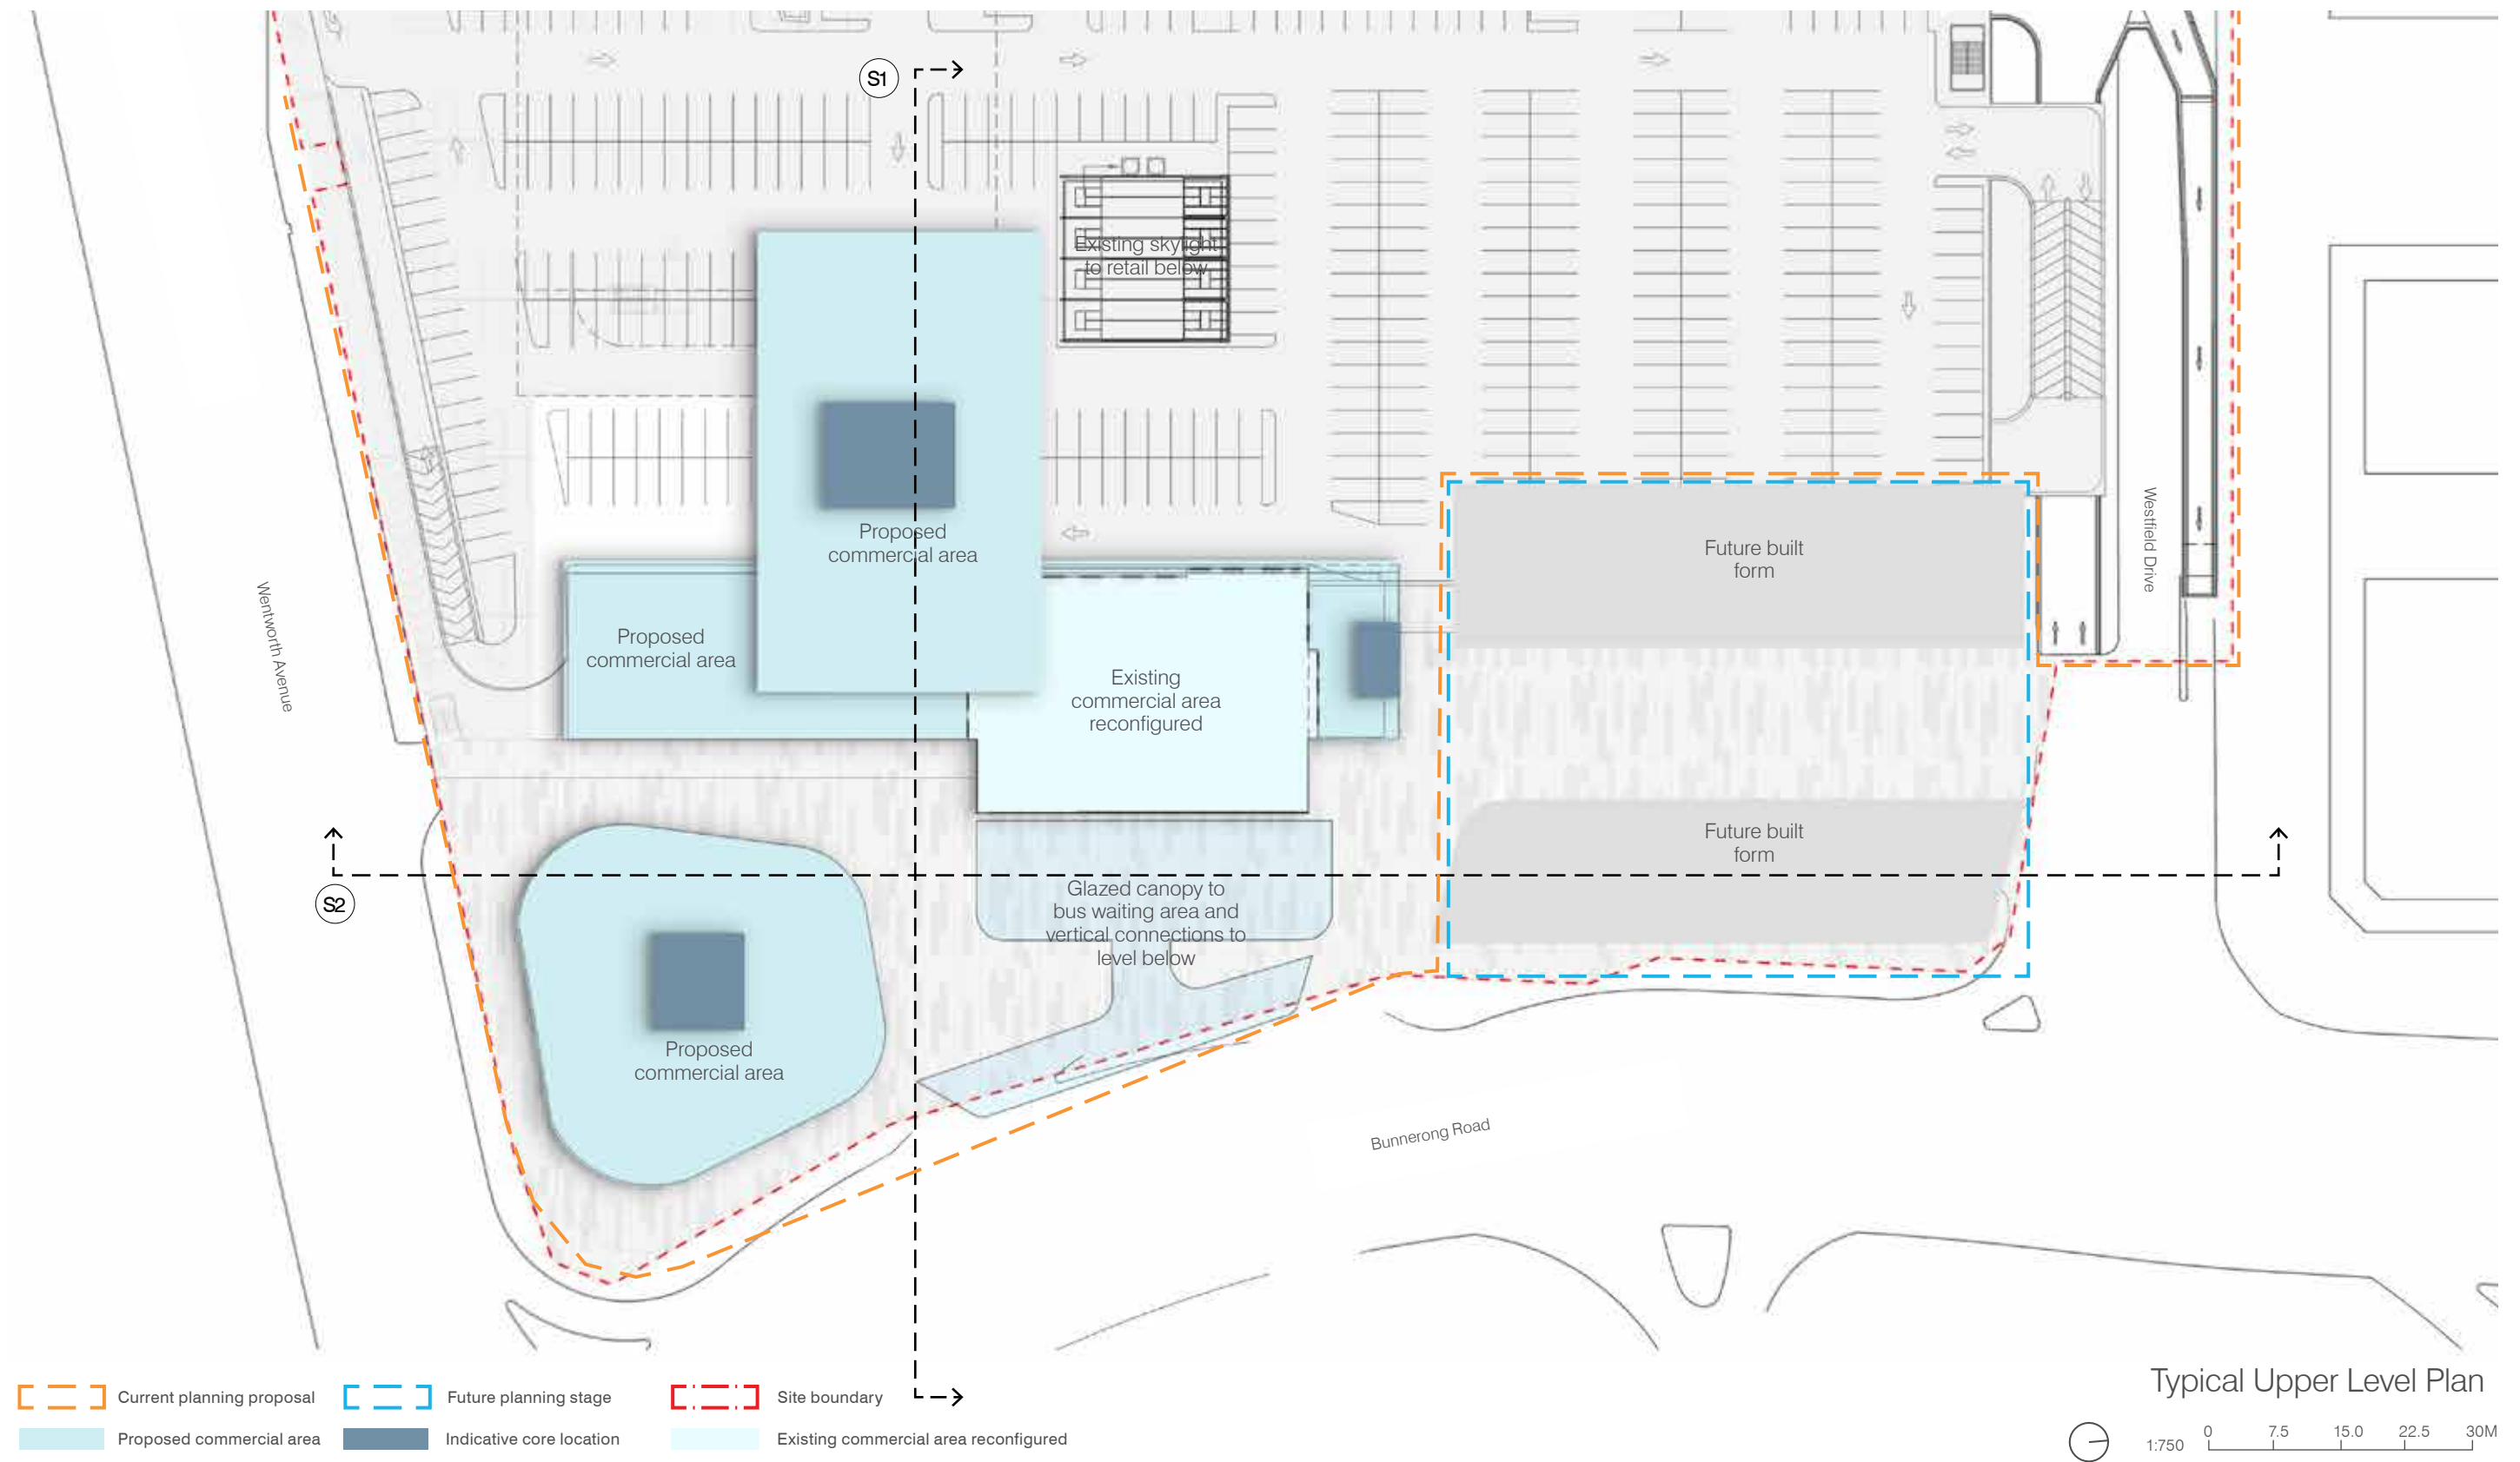 S1
Existing skylight
to retail below
Proposed
commercial area
Future built
form
Westfield Drive
Wentworth Avenue
Proposed
commercial area
Existing
commercial area
reconfigured
Future built
form
S2
Glazed canopy to
bus waiting area and
vertical connections to
level below
Proposed
commercial area
Bunnerong Road
Typical Upper Level Plan
Current planning proposal
Future planning stage
Site boundary
Proposed commercial area
Indicative core location
Existing commercial area reconfigured
1:750
0 7.5 15.0 22.5 30M